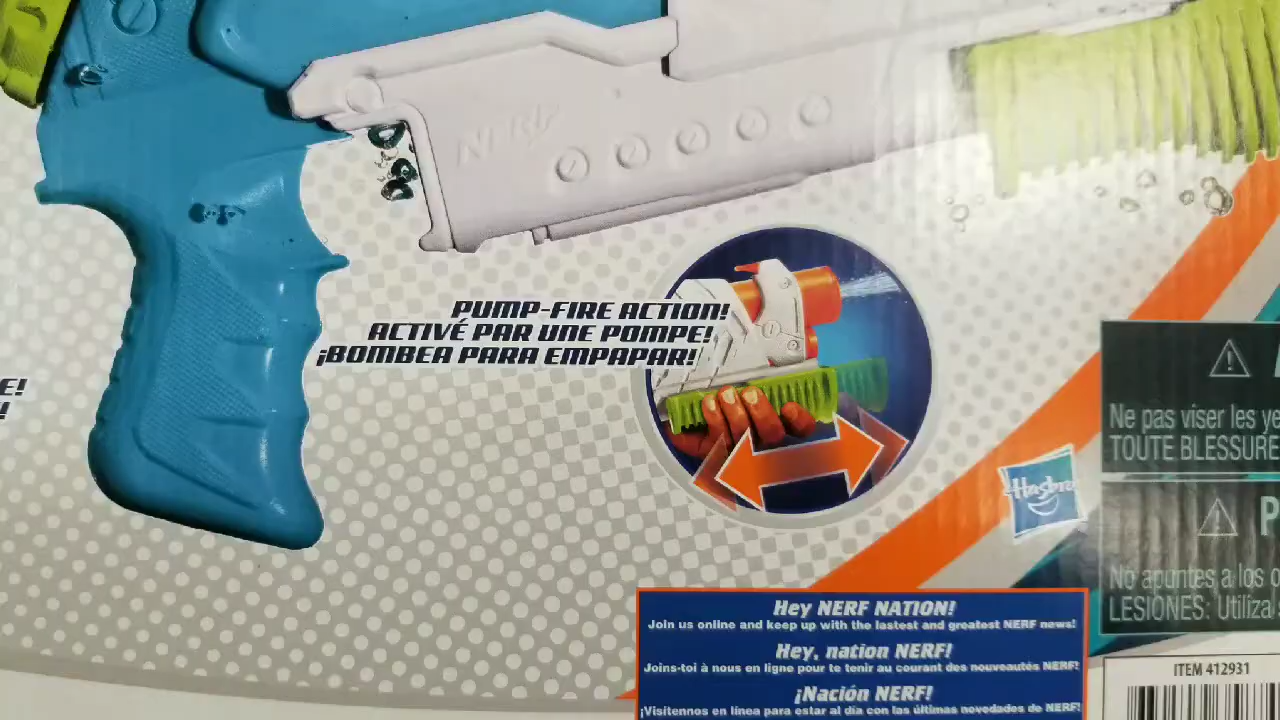 NERF
PUMP-FIRE ACTION!
ACTIVÉ PAR UNE POMPE!
¡BOMBEA PARA EMPAPAR!
E!
!
Ne pas viser les ye
TOUTE BLESSURE
Hasbro
P
No apuntes a los o
LESIONES: Utiliza
Hey NERF NATION!
Join us online and keep up with the lastest and greatest NERF news!
Hey, nation NERF!
Joins-toi à nous en ligne pour te tenir au courant des nouveautés NERF!
¡Nación NERF!
¡Visítennos en línea para estar al día con las últimas novedades de NERF!
ITEM 412931